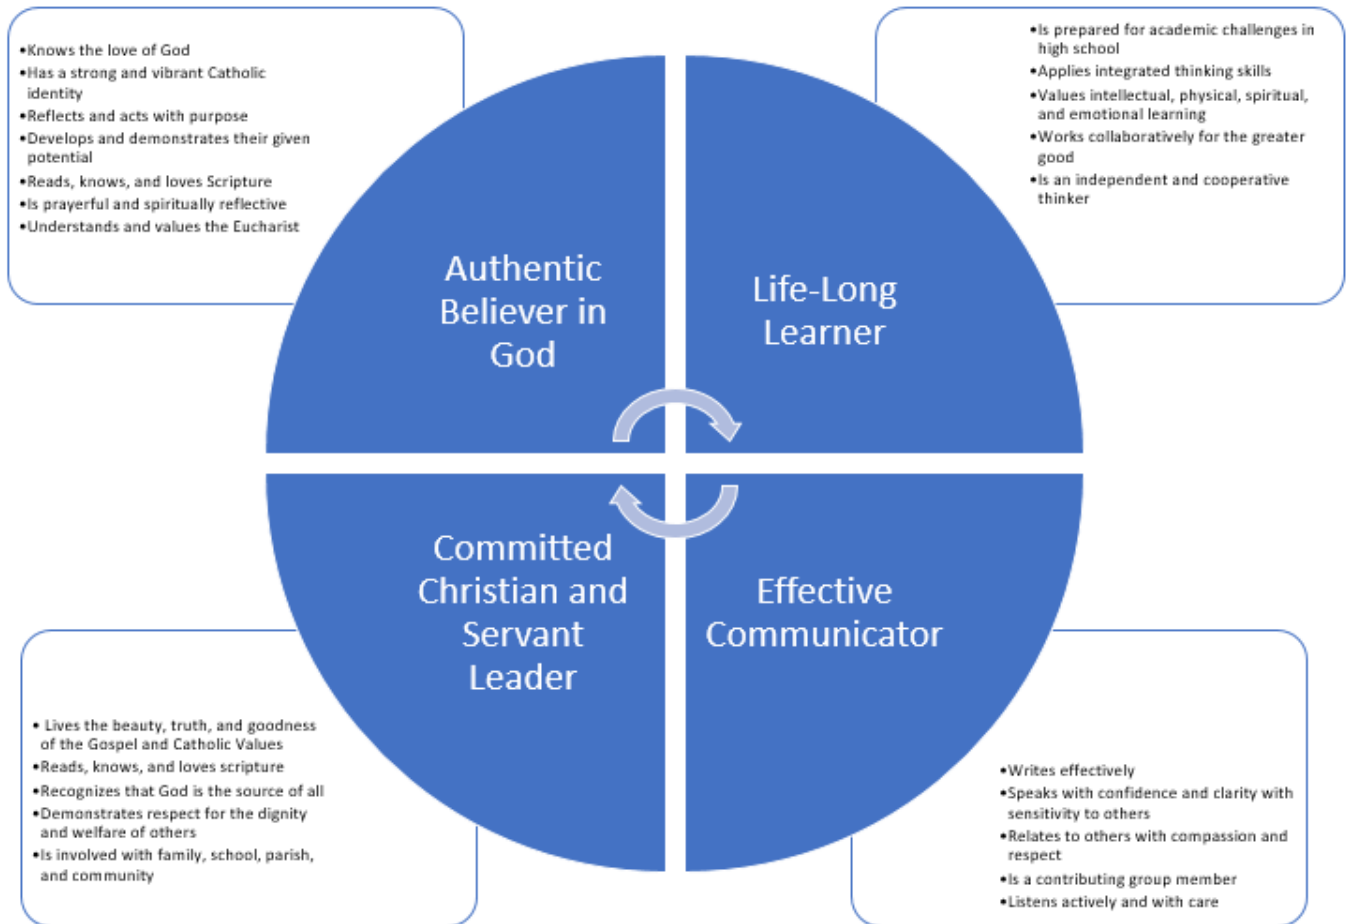 •Knows the love of God
•Has a strong and vibrant Catholic
identity
•Reflects and acts with purpose
•Develops and demonstrates their given
potential
•Reads, knows, and loves Scripture
•Is prayerful and spiritually reflective
•Understands and values the Eucharist
•Is prepared for academic challenges in
high school
•Applies integrated thinking skills
•Values intellectual, physical, spiritual,
and emotional learning
•Works collaboratively for the greater
good
•Is an independent and cooperative
thinker
Authentic
Believer in
God
Life-Long
Learner
Committed
Christian and
Servant
Leader
Effective
Communicator
• Lives the beauty, truth, and goodness
of the Gospel and Catholic Values
•Reads, knows, and loves scripture
•Recognizes that God is the source of all
•Demonstrates respect for the dignity
and welfare of others
•Is involved with family, school, parish,
and community
•Writes effectively
•Speaks with confidence and clarity with
sensitivity to others
•Relates to others with compassion and
respect
•Is a contributing group member
•Listens actively and with care